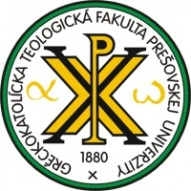 GRÉCKOKATOLÍCKA TEOLOGICKÁ FAKULTA PREŠOVSKEJ UNIVERZITY
α ω
1880